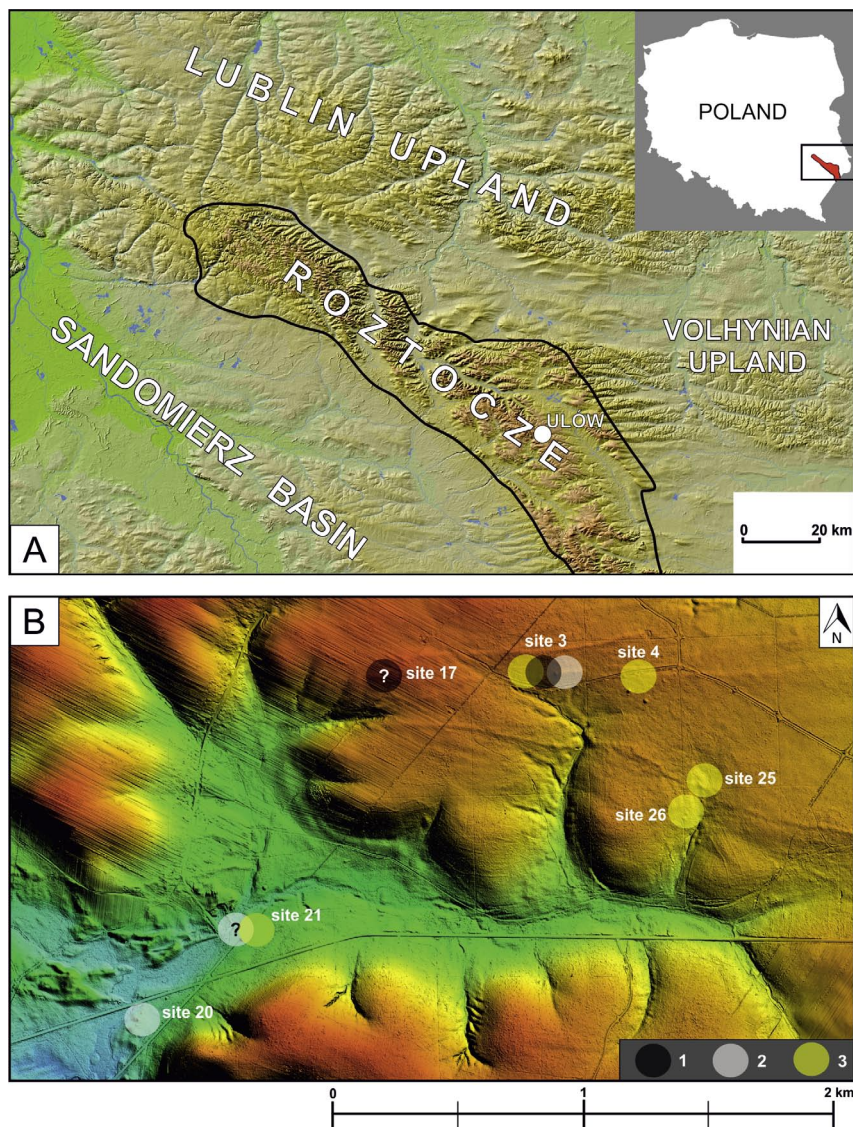 LUBLIN UPLAND
POLAND
ROZTOCZE
VOLHYNIAN
UPLAND
SANDOMIERZ BASIN
ULÓW
0 20 km
A
B
N
site 3
site 4
? site 17
site 25
site 26
? site 21
site 20
1 2 3
0 1 2 km